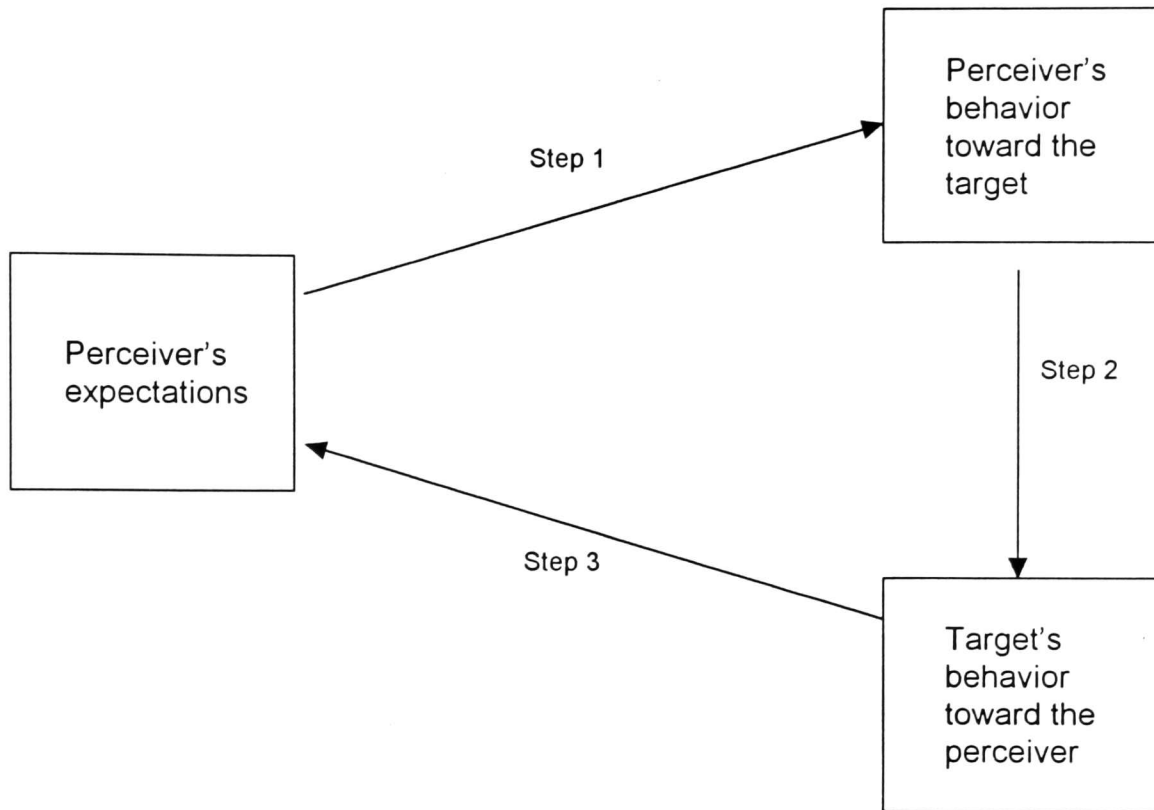 Perceiver's
behavior
toward the
target
Step 1
Perceiver's
expectations
Step 2
Step 3
Target's
behavior
toward the
perceiver